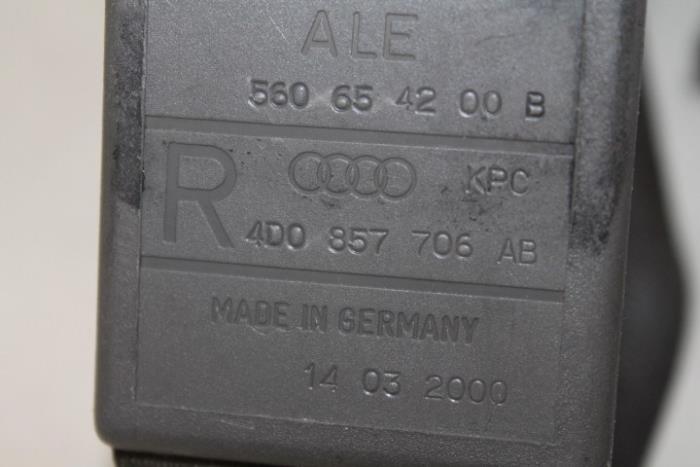 ALE
560 65 42 00 B
R KPC
4D0 857 706 AB
MADE IN GERMANY
14 03 2000